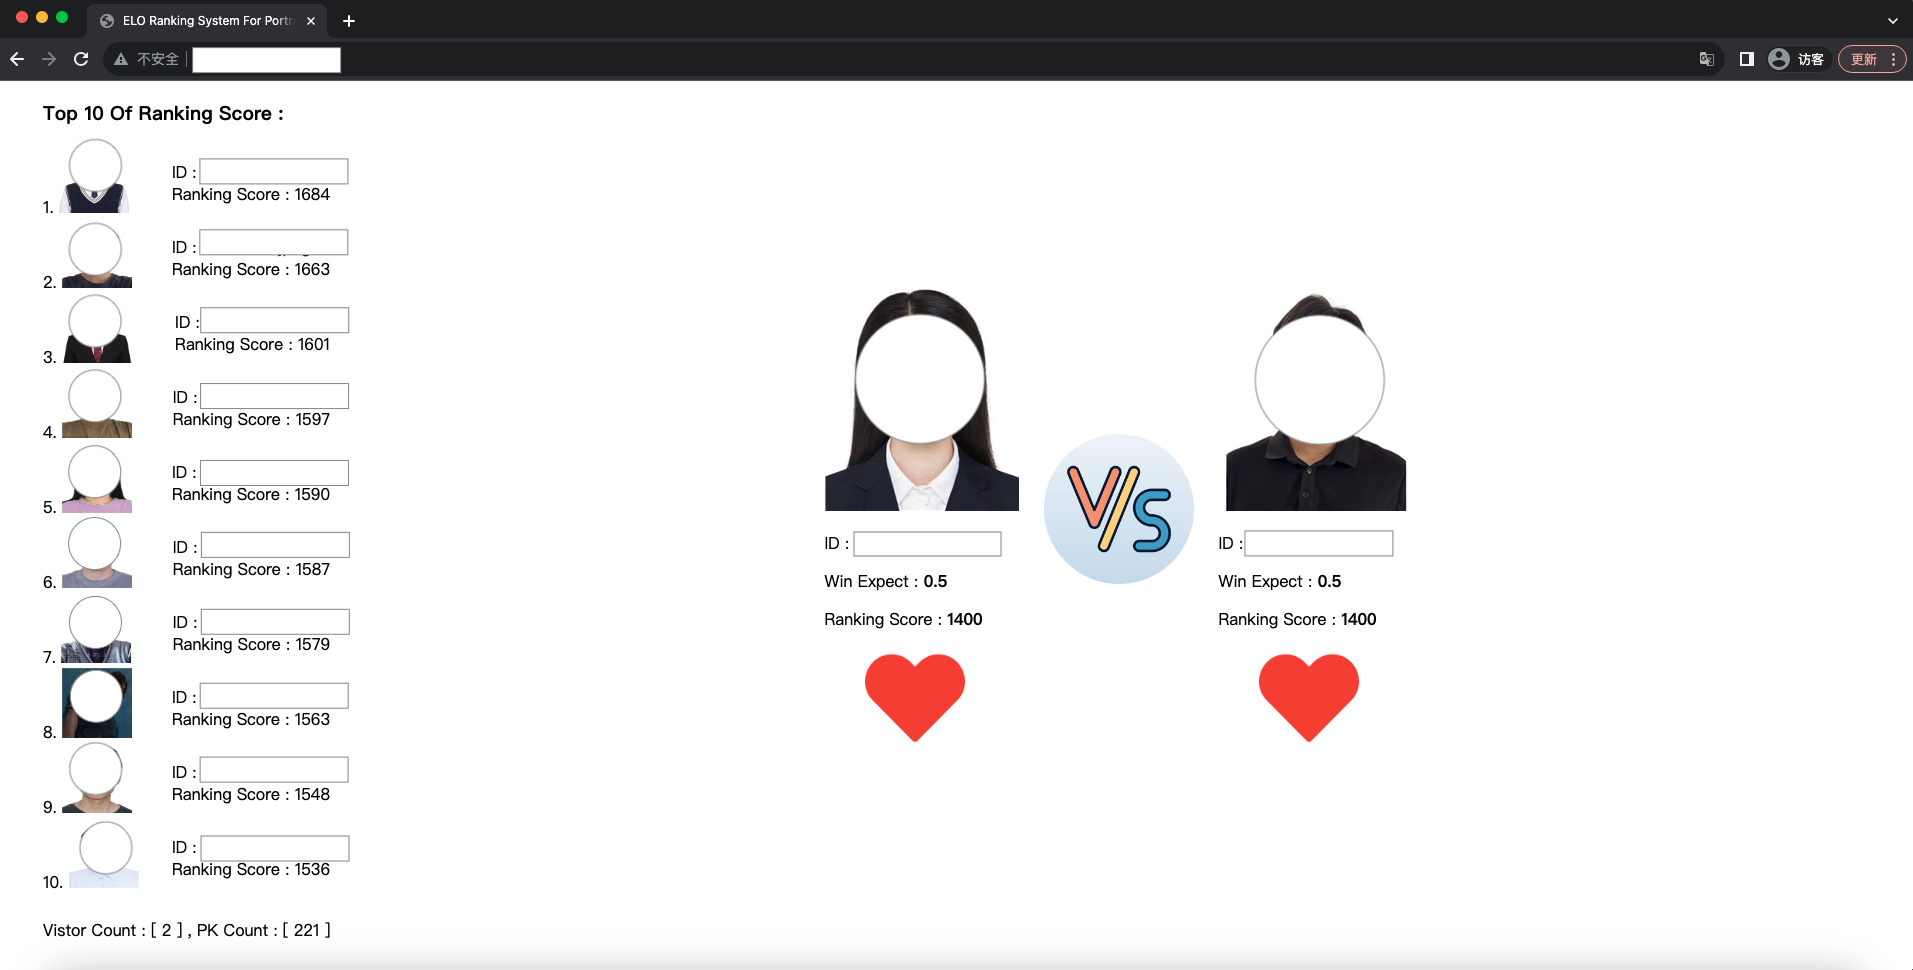 ELO Ranking System For Portr
不安全
访客
更新
Top 10 Of Ranking Score :
1.
ID :
Ranking Score : 1684
2.
ID :
Ranking Score : 1663
3.
ID :
Ranking Score : 1601
4.
ID :
Ranking Score : 1597
5.
ID :
Ranking Score : 1590
6.
ID :
Ranking Score : 1587
7.
ID :
Ranking Score : 1579
8.
ID :
Ranking Score : 1563
9.
ID :
Ranking Score : 1548
10.
ID :
Ranking Score : 1536
Vistor Count : [ 2 ] , PK Count : [ 221 ]
ID :
Win Expect : 0.5
Ranking Score : 1400
V/S
ID :
Win Expect : 0.5
Ranking Score : 1400